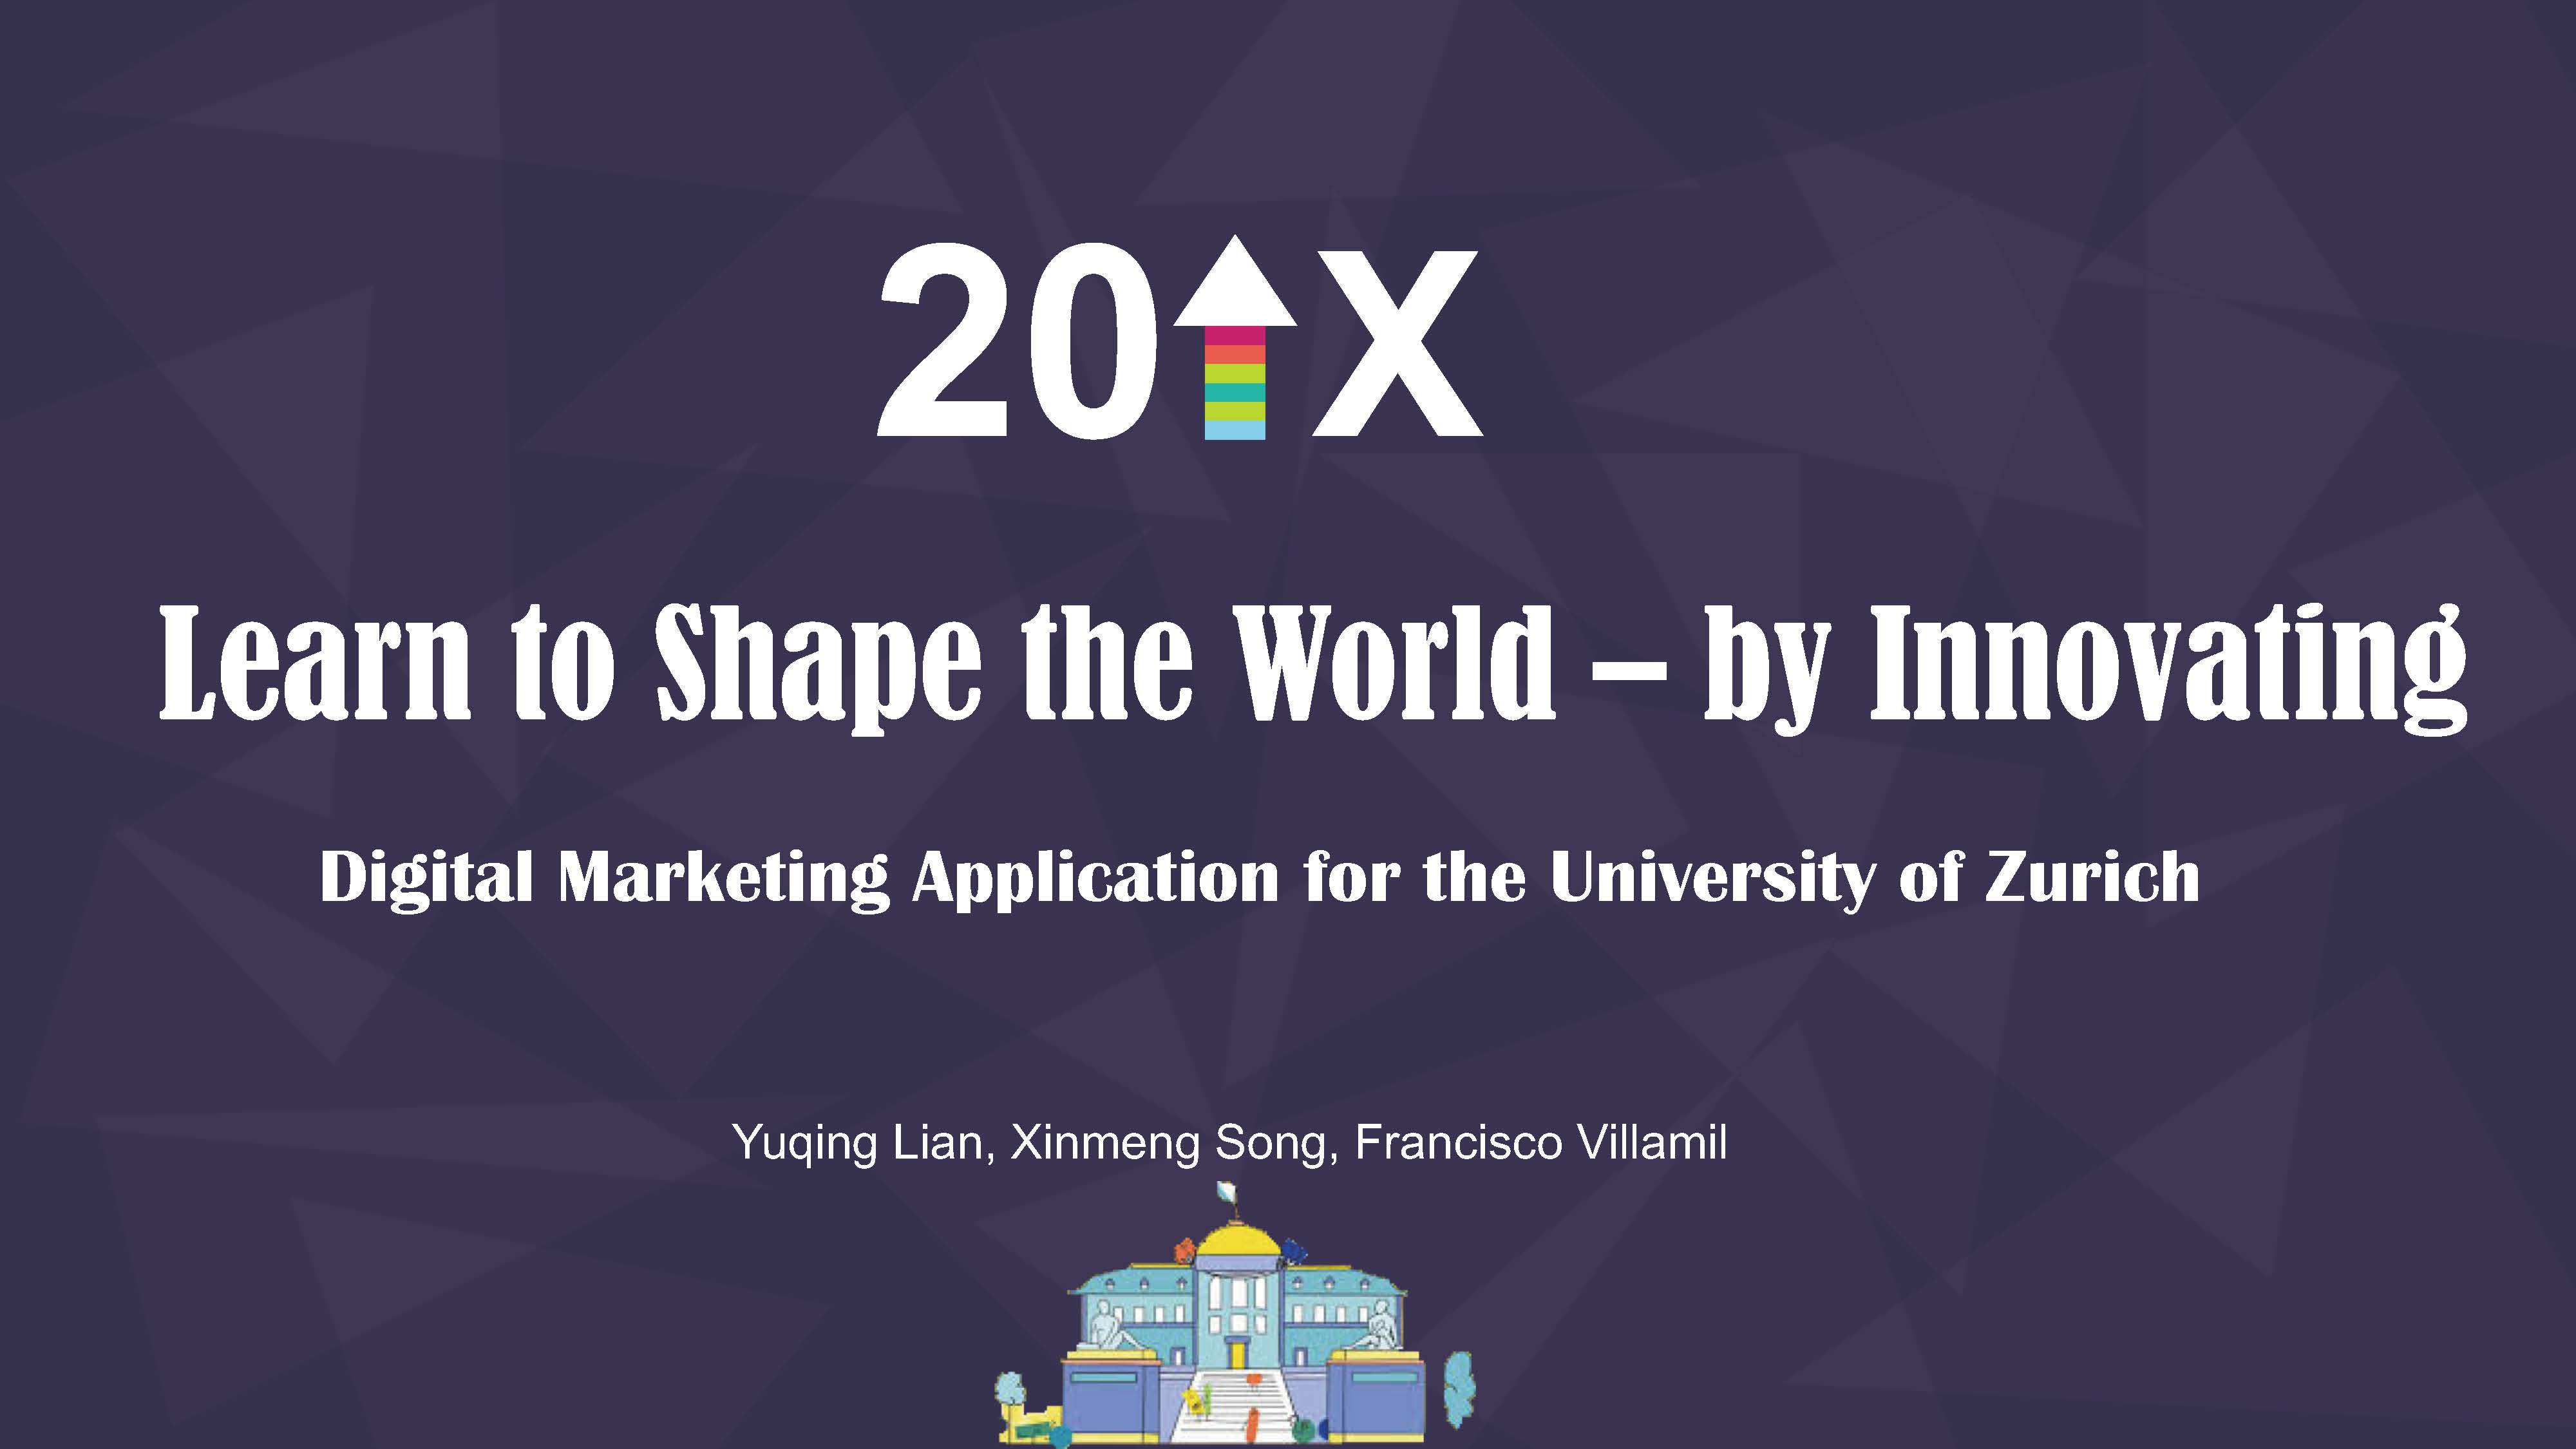 20↑X
Learn to Shape the World – by Innovating
Digital Marketing Application for the University of Zurich
Yuqing Lian, Xinmeng Song, Francisco Villamil